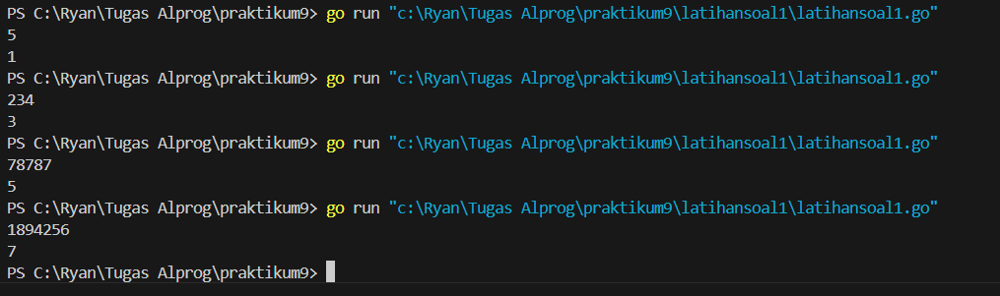 PS C:\Ryan\Tugas Alprog\praktikum9> go run "c:\Ryan\Tugas Alprog\praktikum9\latihansoal1\latihansoal1.go"
5
1
PS C:\Ryan\Tugas Alprog\praktikum9> go run "c:\Ryan\Tugas Alprog\praktikum9\latihansoal1\latihansoal1.go"
234
3
PS C:\Ryan\Tugas Alprog\praktikum9> go run "c:\Ryan\Tugas Alprog\praktikum9\latihansoal1\latihansoal1.go"
78787
5
PS C:\Ryan\Tugas Alprog\praktikum9> go run "c:\Ryan\Tugas Alprog\praktikum9\latihansoal1\latihansoal1.go"
1894256
7
PS C:\Ryan\Tugas Alprog\praktikum9>